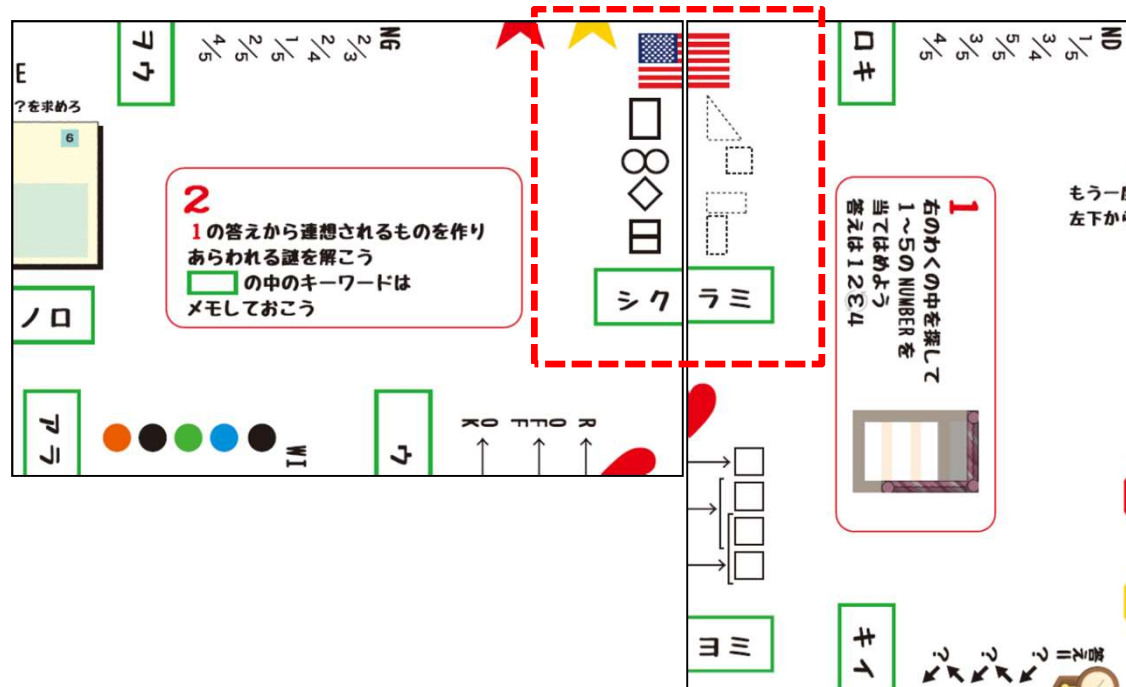 ヲウ
4/5 2/5 1/5 2/4 2/3 NG
E
?を求めろ
6
2
1の答えから連想されるものを作り
あらわれる謎を解こう
の中のキーワードは
メモしておこう
ノロ
シク
ラミ
アラ
WI
ウ
OK
OFF
R
ロキ
4/5 3/5 5/5 3/4 1/5 ND
もう一
左下か
1
右のわくの中を探して
1〜5のNUMBERを
当てはめよう
答えは12③4
ヨミ
キイ
? ? ?
答え=